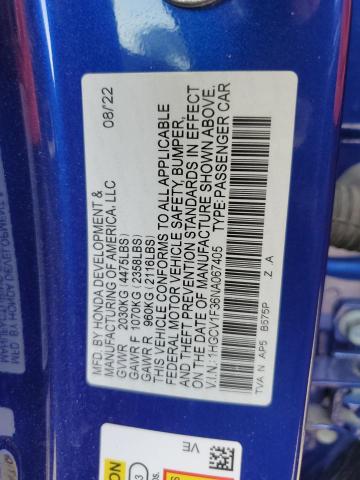 MFD. BY HONDA DEVELOPMENT & 08/22
MANUFACTURING OF AMERICA, LLC
GVWR 2030KG(4475LBS)
GAWR F 1070KG(2358LBS)
GAWR R 960KG(2116LBS)
THIS VEHICLE CONFORMS TO ALL APPLICABLE
FEDERAL MOTOR VEHICLE SAFETY, BUMPER,
AND THEFT PREVENTION STANDARDS IN EFFECT
ON THE DATE OF MANUFACTURE SHOWN ABOVE.
V.I.N.: 1HGCV1F36NA067405 TYPE: PASSENGER CAR
TVA N AP5 B575P Z A
VE